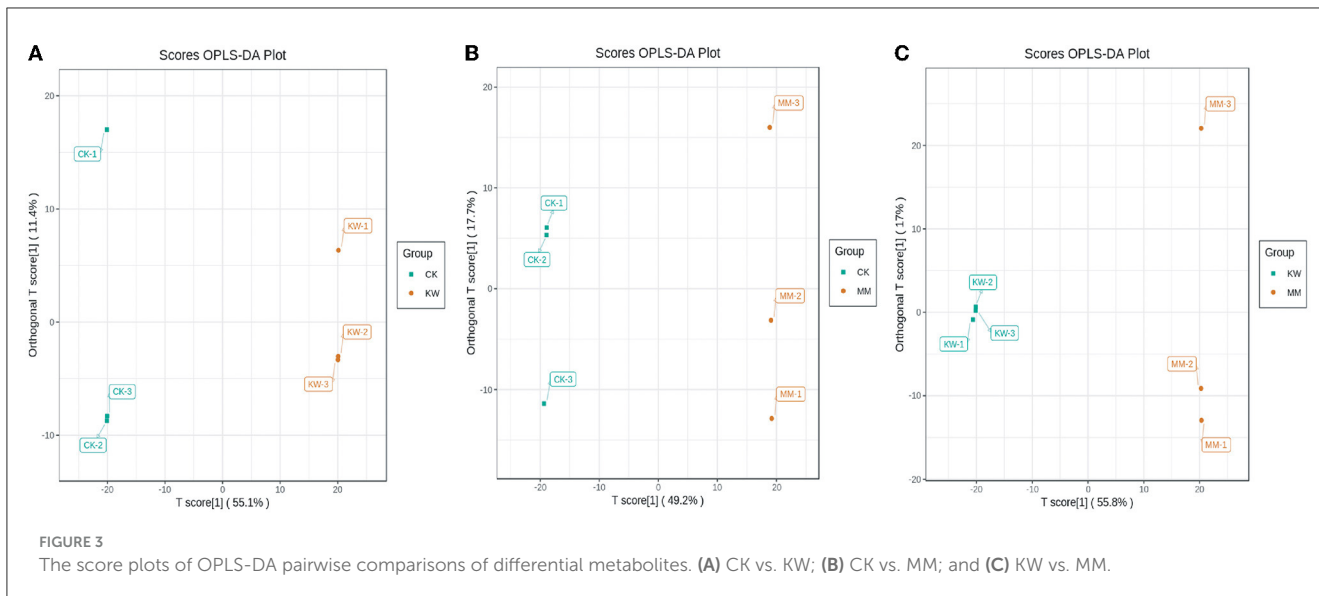 A
Scores OPLS-DA Plot
20
10
0
-10
Orthogonal T score[1] ( 11.4% )
CK-1
KW-1
KW-2
KW-3
CK-3
CK-2
-20
-10
0
10
20
T score[1] ( 55.1% )
Group
CK
KW
B
Scores OPLS-DA Plot
20
10
0
-10
Orthogonal T score[1] ( 17.7% )
MM-3
CK-1
CK-2
MM-2
CK-3
MM-1
-20
-10
0
10
20
T score[1] ( 49.2% )
Group
CK
MM
C
Scores OPLS-DA Plot
20
10
0
-10
-20
Orthogonal T score[1] ( 17% )
MM-3
KW-2
KW-3
KW-1
MM-2
MM-1
-20
-10
0
10
20
T score[1] ( 55.8% )
Group
KW
MM
FIGURE 3
The score plots of OPLS-DA pairwise comparisons of differential metabolites. (A) CK vs. KW; (B) CK vs. MM; and (C) KW vs. MM.